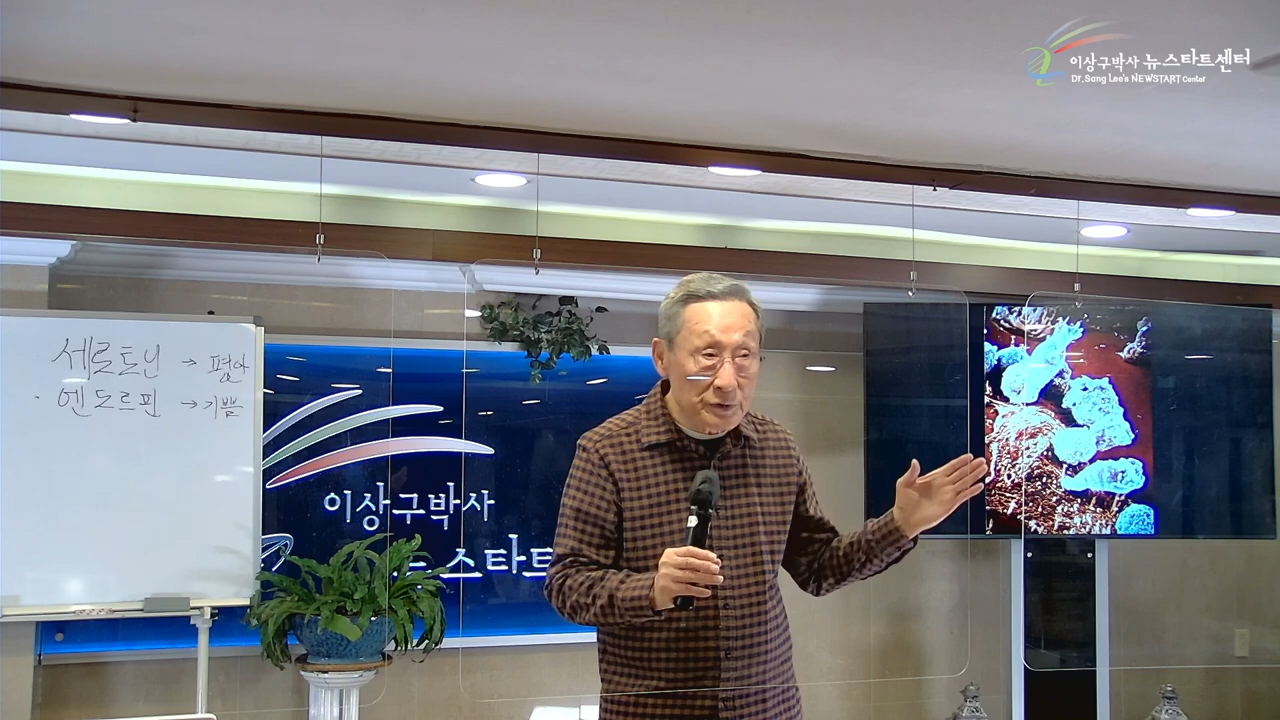 이상구박사 뉴스타트센터
Dr. Sang Lee's NEWSTART Center
세로토닌 → 평안
· 엔도르핀 → 기쁨
이상구박사
뉴스타트